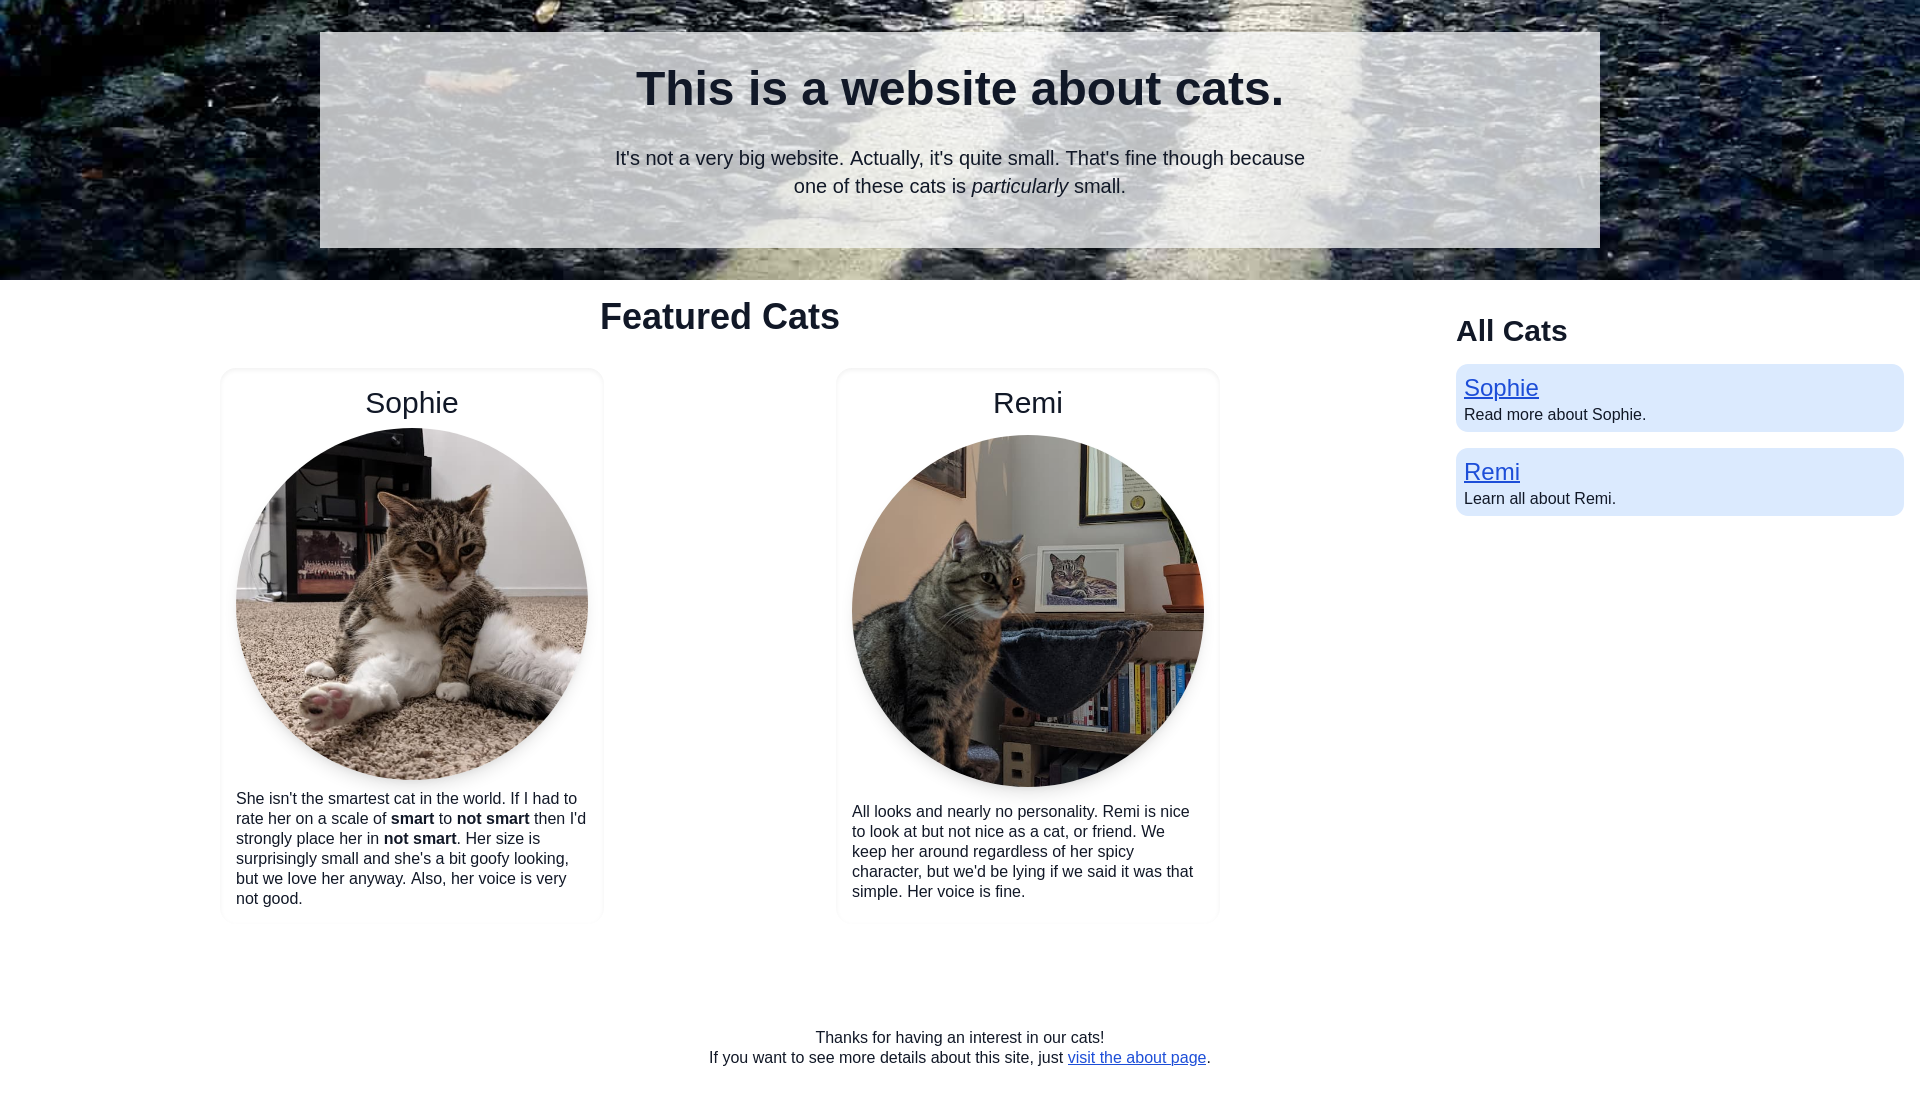 This is a website about cats.
It's not a very big website. Actually, it's quite small. That's fine though because
one of these cats is particularly small.
Featured Cats
Sophie
She isn't the smartest cat in the world. If I had to
rate her on a scale of smart to not smart then I'd
strongly place her in not smart. Her size is
surprisingly small and she's a bit goofy looking,
but we love her anyway. Also, her voice is very
not good.
Remi
All looks and nearly no personality. Remi is nice
to look at but not nice as a cat, or friend. We
keep her around regardless of her spicy
character, but we'd be lying if we said it was that
simple. Her voice is fine.
All Cats
Sophie
Read more about Sophie.
Remi
Learn all about Remi.
Thanks for having an interest in our cats!
If you want to see more details about this site, just visit the about page.